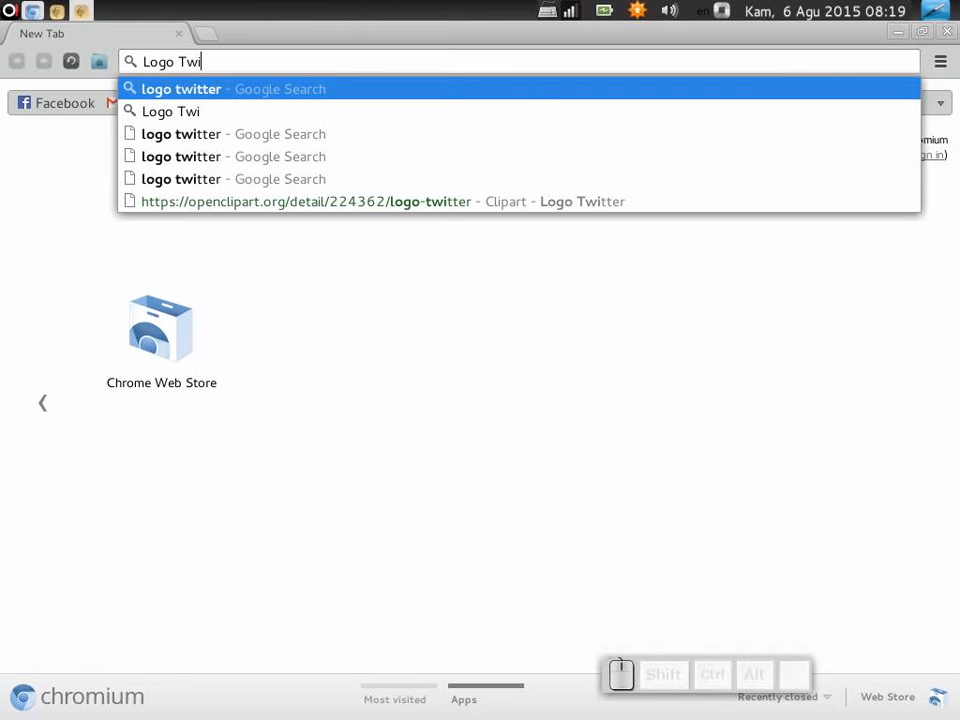 en Kam, 6 Agu 2015 08:19
New Tab
Logo Twi
logo twitter - Google Search
Logo Twi
logo twitter - Google Search
logo twitter - Google Search
logo twitter - Google Search
https://openclipart.org/detail/224362/logo-twitter - Clipart - Logo Twitter
Facebook
Chrome Web Store
Shift Ctrl Alt
chromium
Most visited Apps Recently closed Web Store